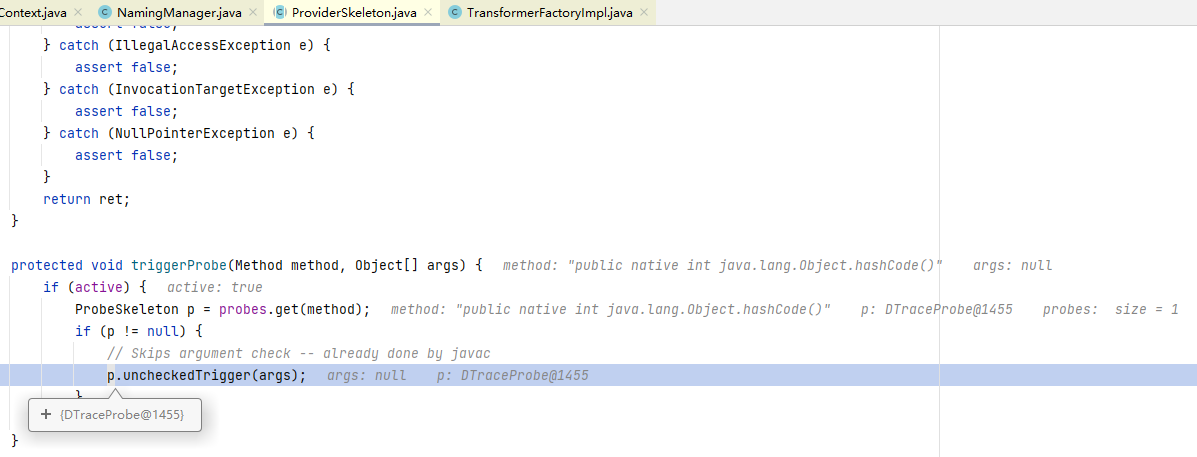 Context.java × NamingManager.java × ProviderSkeleton.java × TransformerFactoryImpl.java ×
} catch (IllegalAccessException e) {
assert false;
} catch (InvocationTargetException e) {
assert false;
} catch (NullPointerException e) {
assert false;
}
return ret;
}
protected void triggerProbe(Method method, Object[] args) { method: "public native int java.lang.Object.hashCode()" args: null
if (active) { active: true
ProbeSkeleton p = probes.get(method); method: "public native int java.lang.Object.hashCode()" p: DTraceProbe@1455 probes: size = 1
if (p != null) {
// Skips argument check -- already done by javac
p.uncheckedTrigger(args); args: null p: DTraceProbe@1455
+ {DTraceProbe@1455}
}